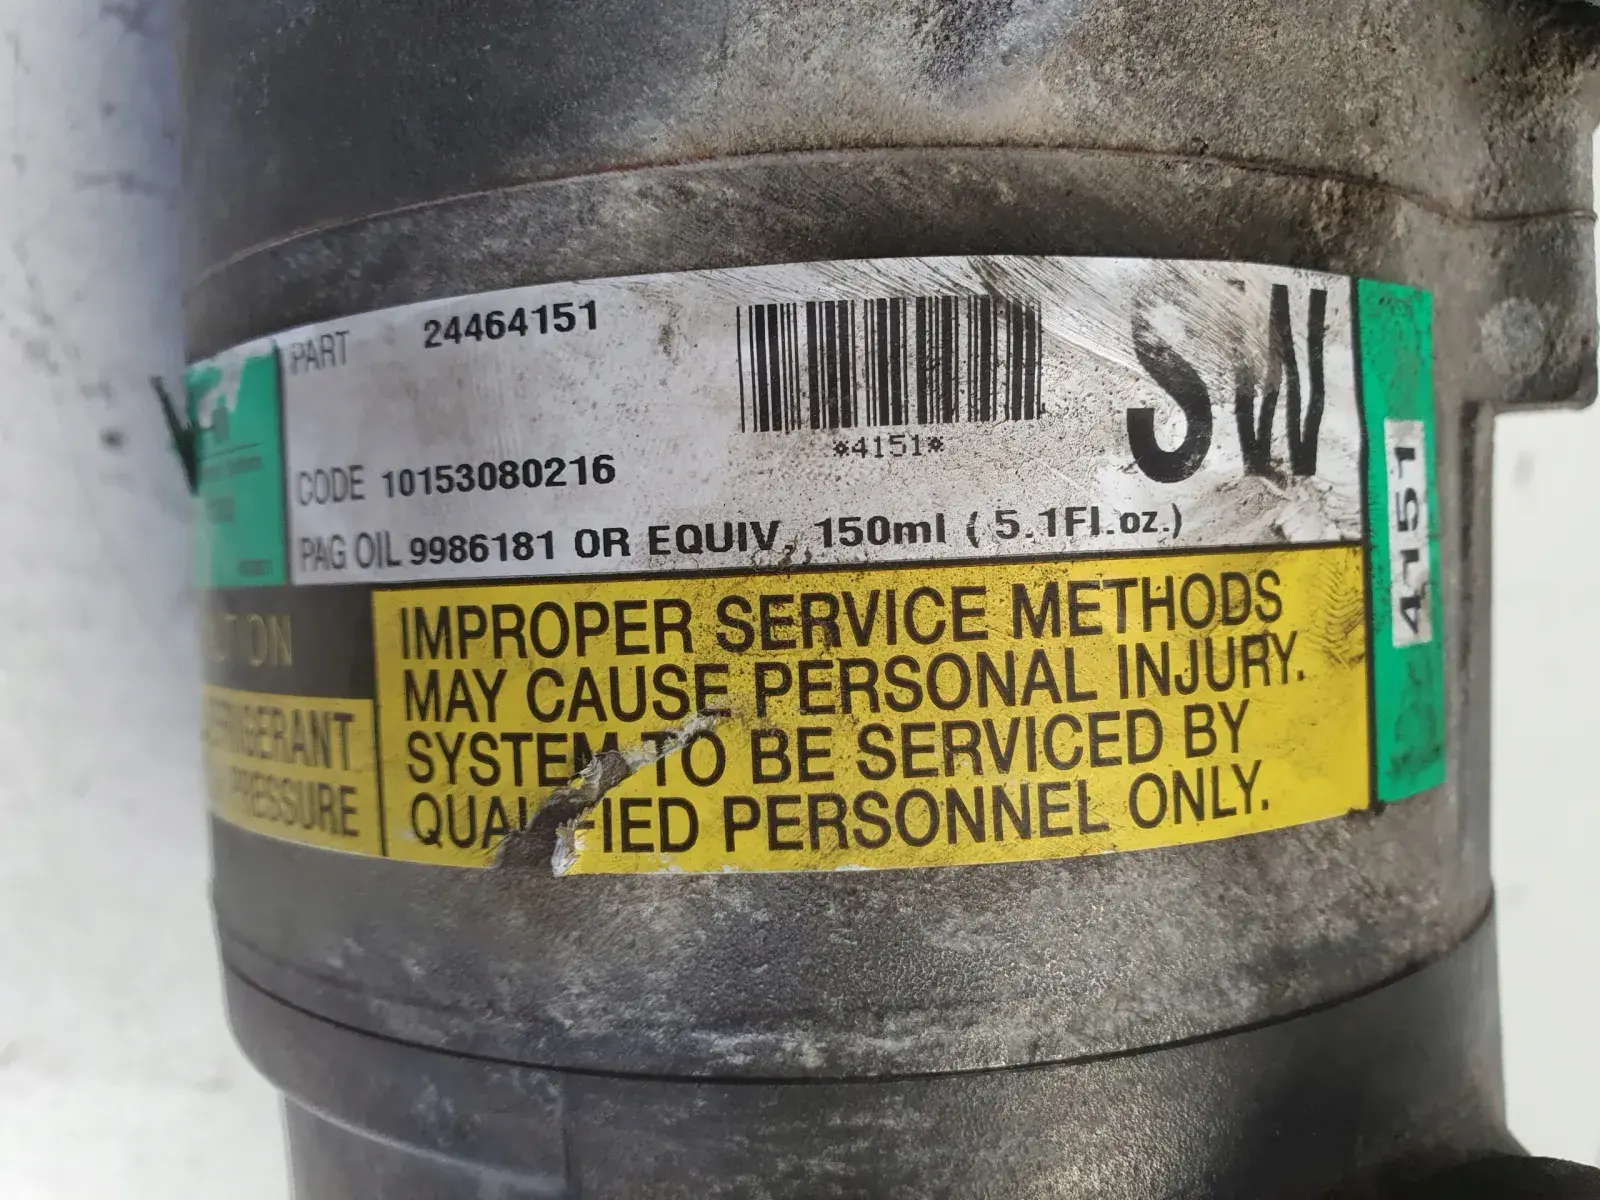 PART 24464151
*4151*
SW
CODE 10153080216
PAG OIL 9986181 OR EQUIV, 150ml (5.1Fl.oz.)
4151
IMPROPER SERVICE METHODS
MAY CAUSE PERSONAL INJURY.
SYSTEM TO BE SERVICED BY
QUALIFIED PERSONNEL ONLY.
PRESSURE